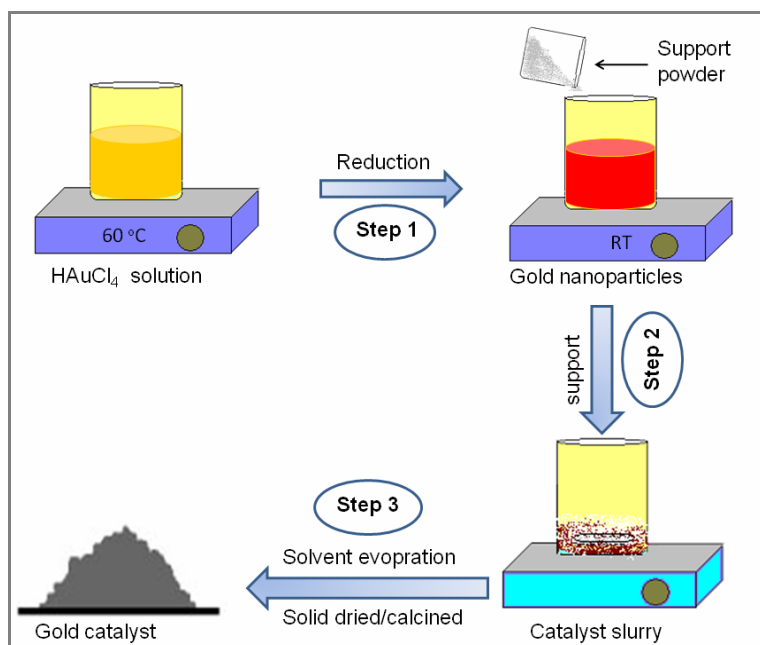 Support
powder
Reduction
Step 1
60 °C
HAuCl₄ solution
RT
Gold nanoparticles
support
Step 2
Step 3
Solvent evopration
Solid dried/calcined
Gold catalyst
Catalyst slurry